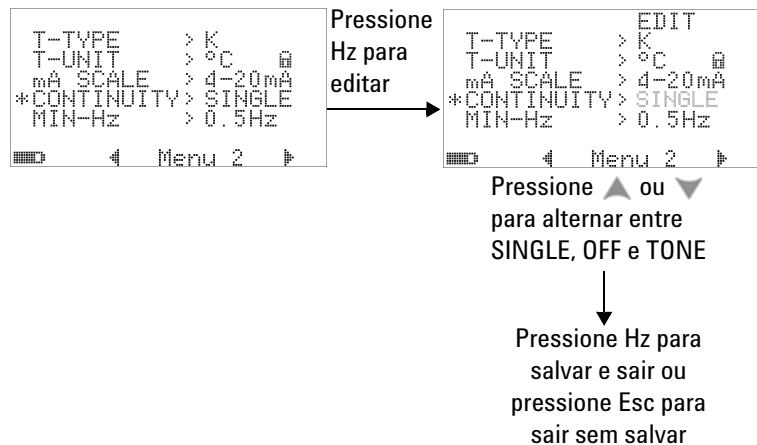 T-TYPE > K
T-UNIT > ºC
mA SCALE > 4-20mA
*CONTINUITY> SINGLE
MIN-Hz > 0.5Hz
Menu 2
Pressione
Hz para
editar
EDIT
T-TYPE > K
T-UNIT > ºC
mA SCALE > 4-20mA
*CONTINUITY> SINGLE
MIN-Hz > 0.5Hz
Menu 2
Pressione ▲ ou ▼
para alternar entre
SINGLE, OFF e TONE
Pressione Hz para
salvar e sair ou
pressione Esc para
sair sem salvar